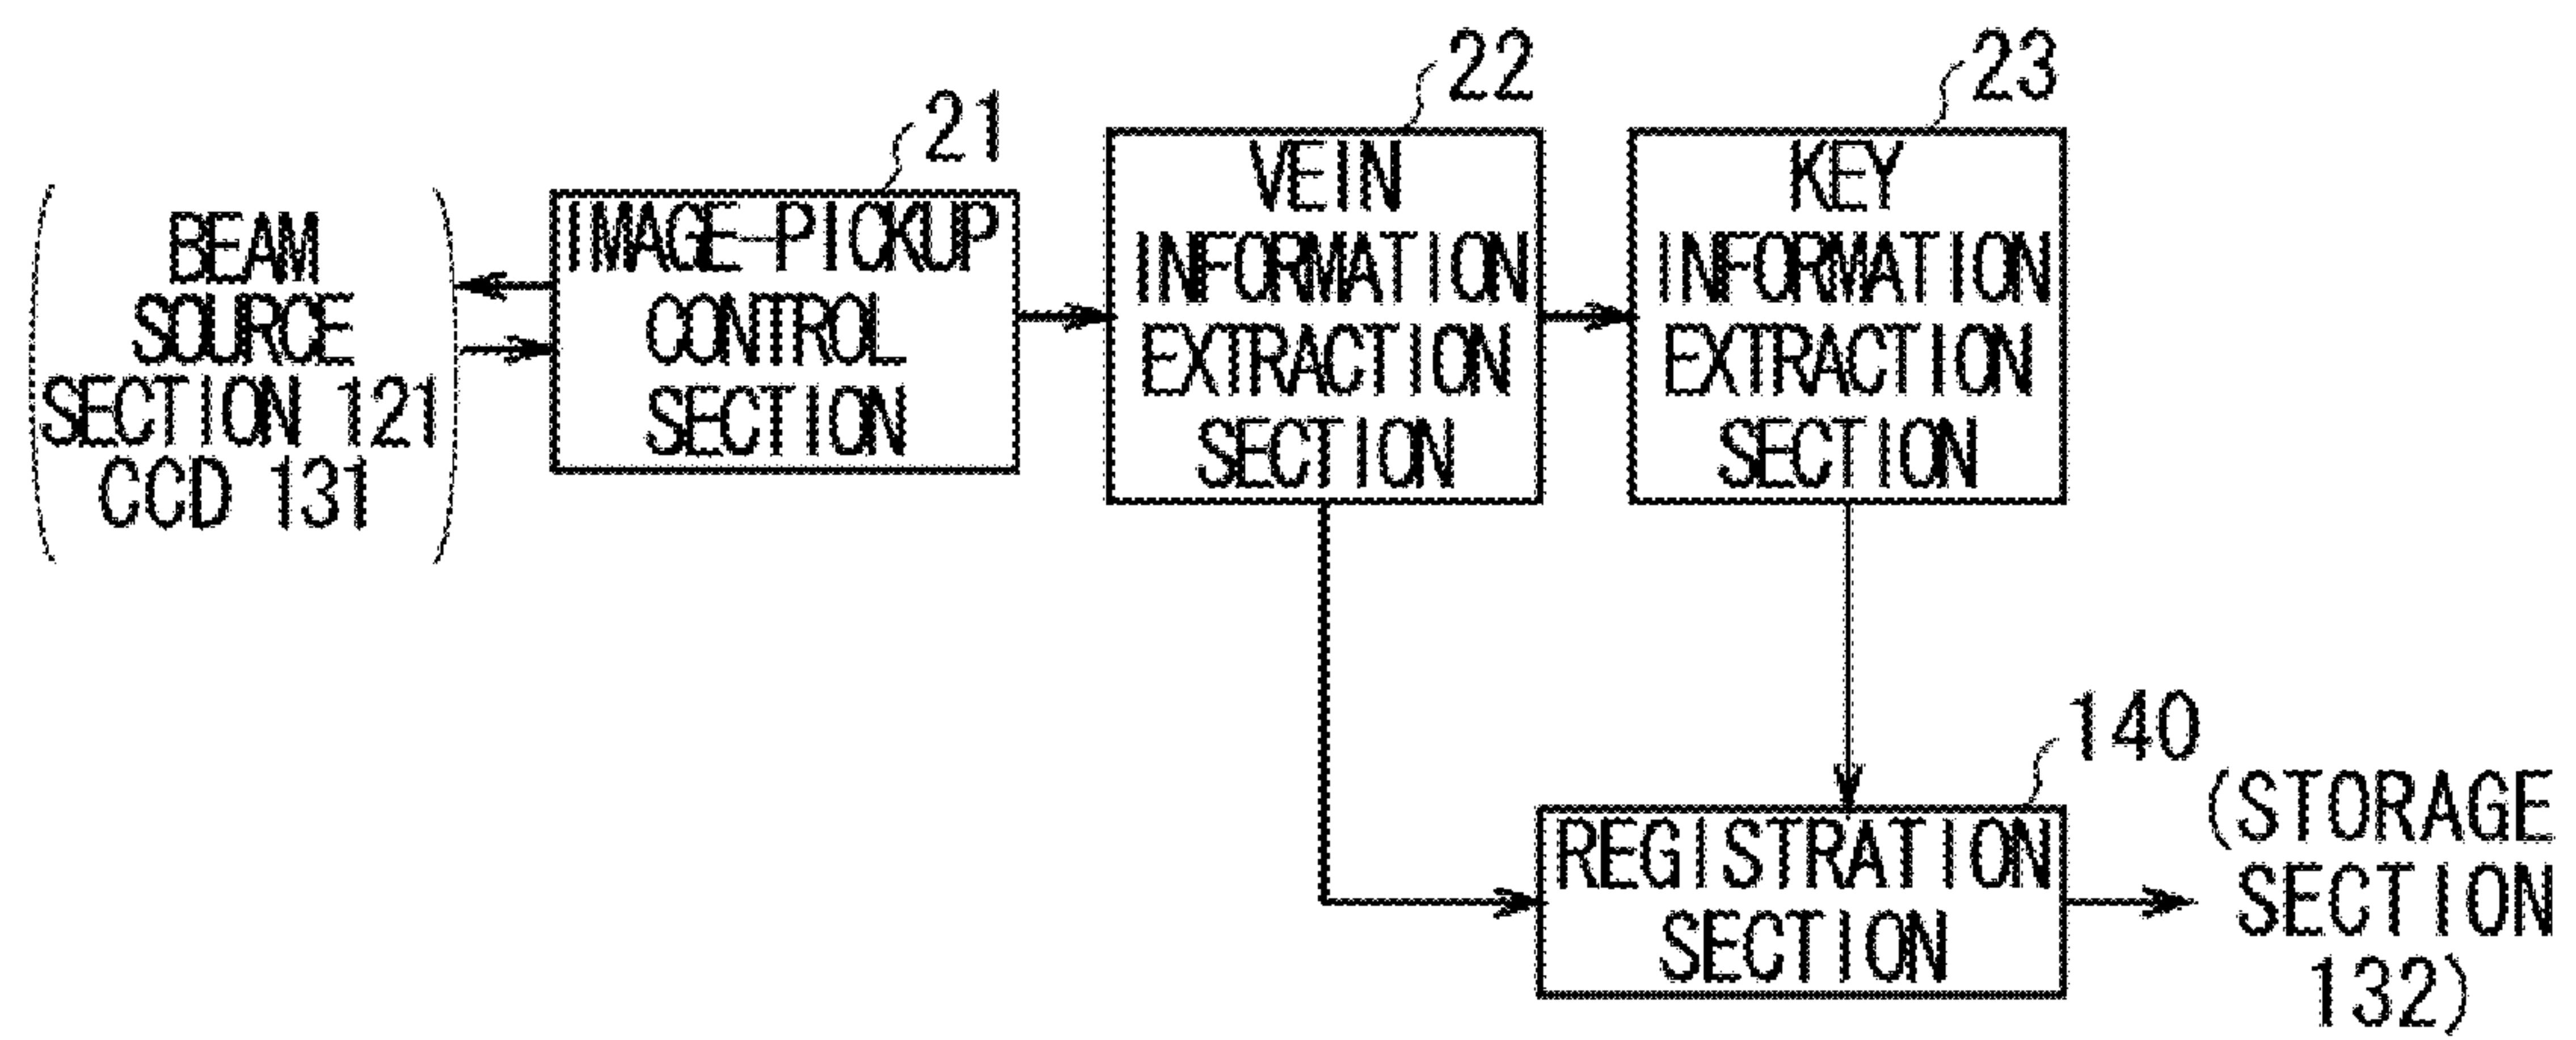 BEAM
SOURCE
SECTION 121
CCD 131
21
IMAGE-PICKUP
CONTROL
SECTION
22
VEIN
INFORMATION
EXTRACTION
SECTION
23
KEY
INFORMATION
EXTRACTION
SECTION
140
REGISTRATION
SECTION
(STORAGE
SECTION
132)